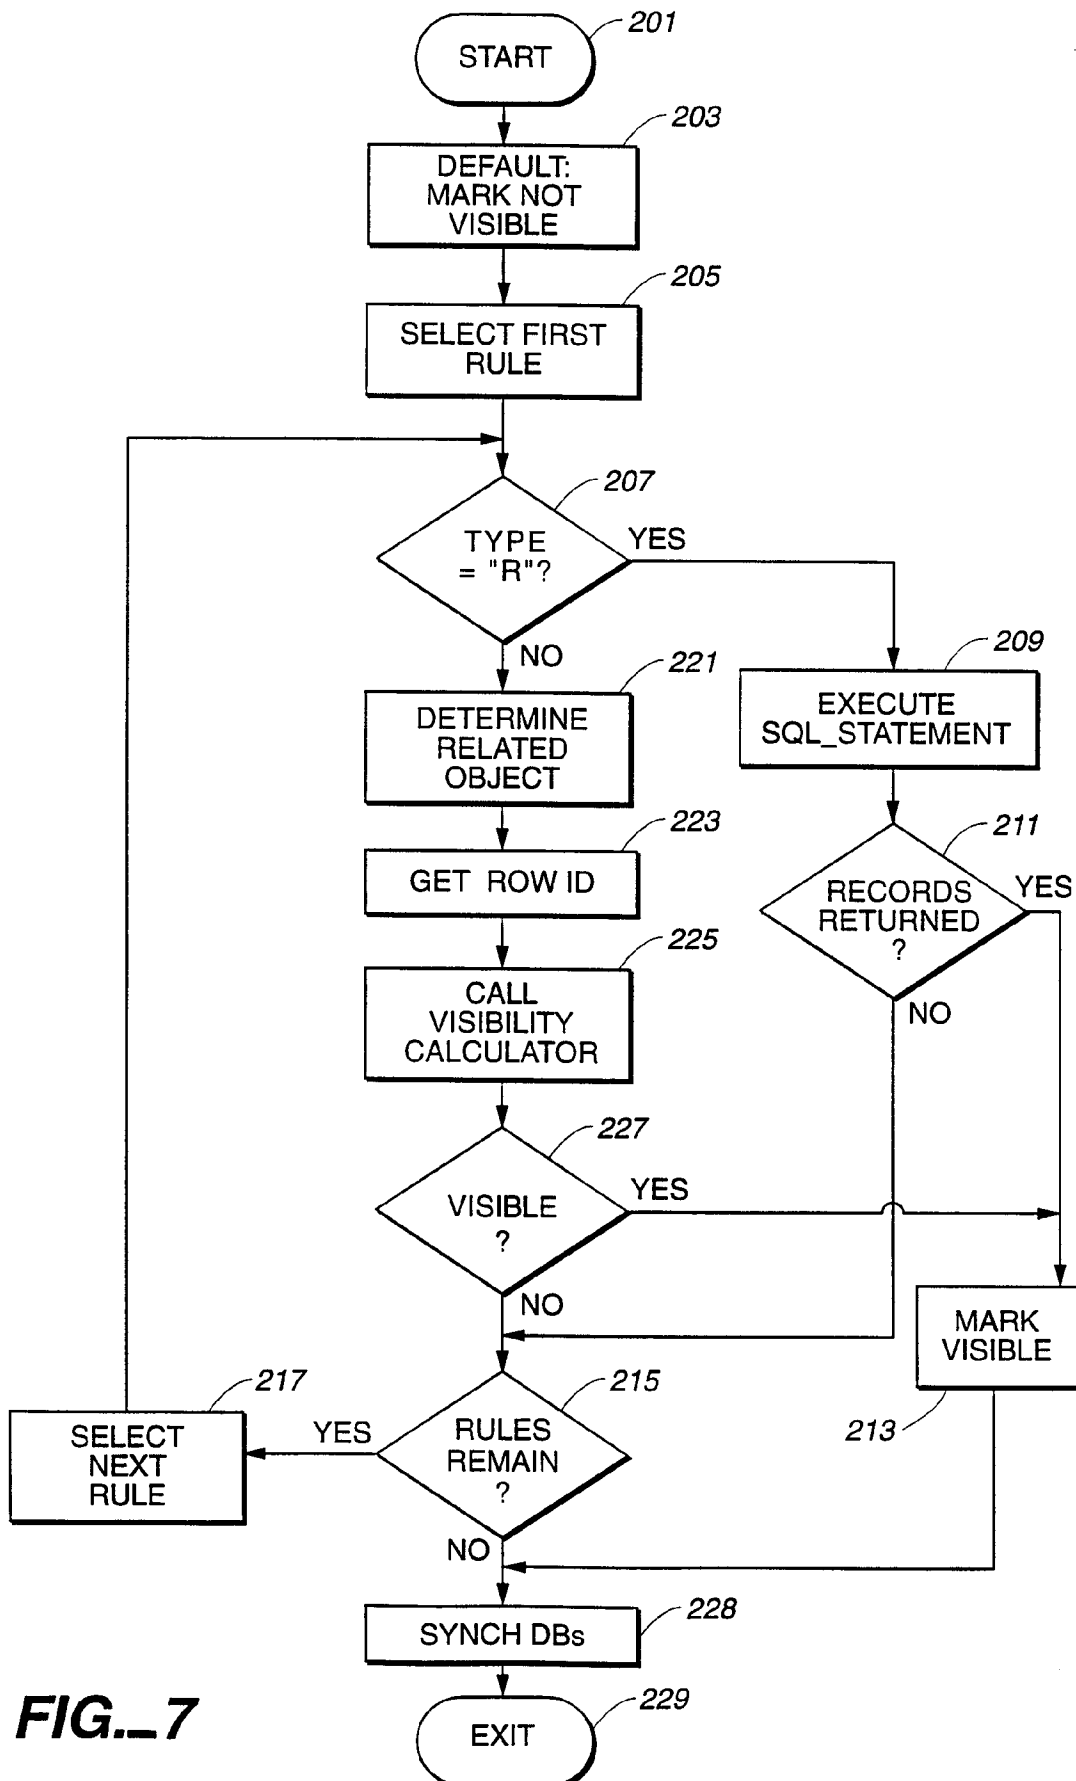 201
START
203
DEFAULT:
MARK NOT
VISIBLE
205
SELECT FIRST
RULE
207
TYPE
= "R"?
YES
NO
209
EXECUTE
SQL_STATEMENT
221
DETERMINE
RELATED
OBJECT
211
RECORDS
RETURNED
?
YES
NO
223
GET ROW ID
225
CALL
VISIBILITY
CALCULATOR
227
VISIBLE
?
YES
NO
MARK
VISIBLE
213
215
RULES
REMAIN
?
YES
NO
217
SELECT
NEXT
RULE
228
SYNCH DBs
229
EXIT
FIG._7